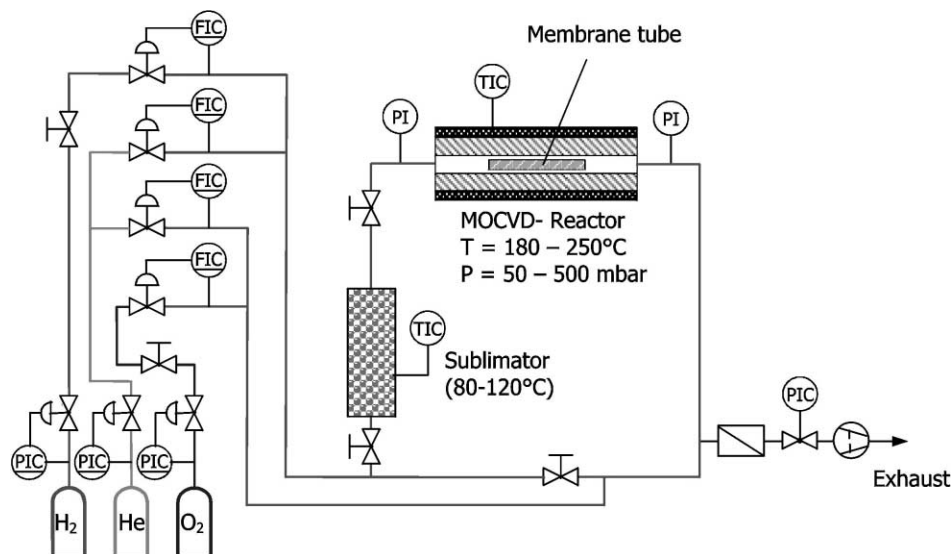 FIC
Membrane tube
TIC
FIC
PI
PI
FIC
MOCVD- Reactor
T = 180 – 250°C
P = 50 – 500 mbar
FIC
TIC
Sublimator
(80-120°C)
PIC
PIC
PIC
PIC
Exhaust
H2
He
O2